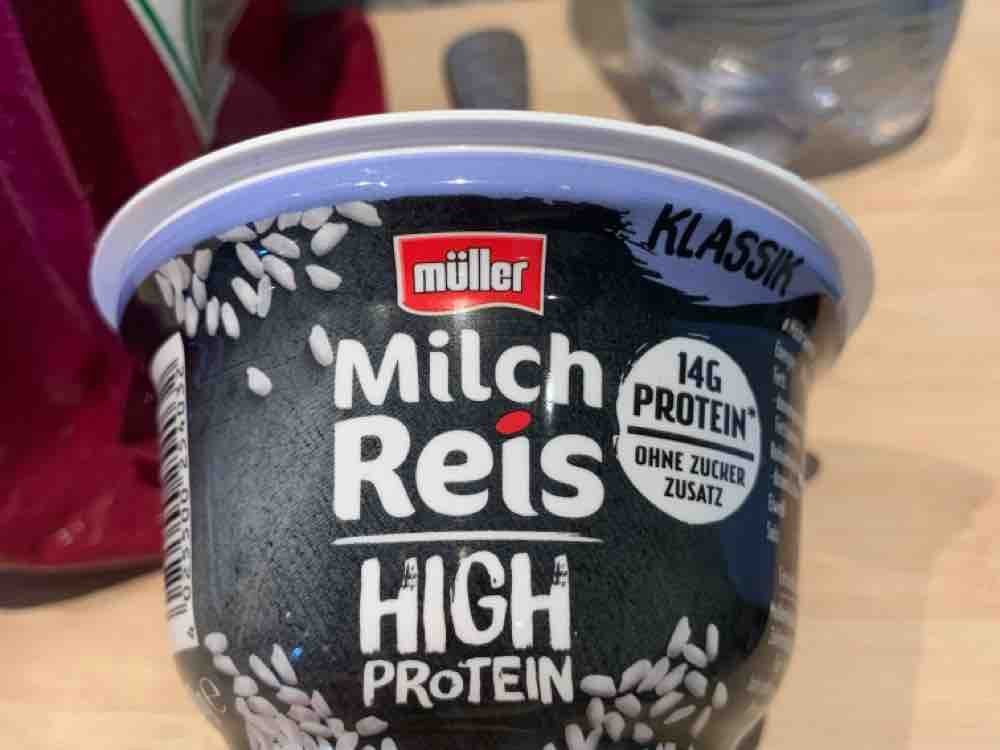 KLASSIK
müller
Milch
Reis
14G
PROTEIN*
OHNE ZUCKER
ZUSATZ
HIGH
PROTEIN